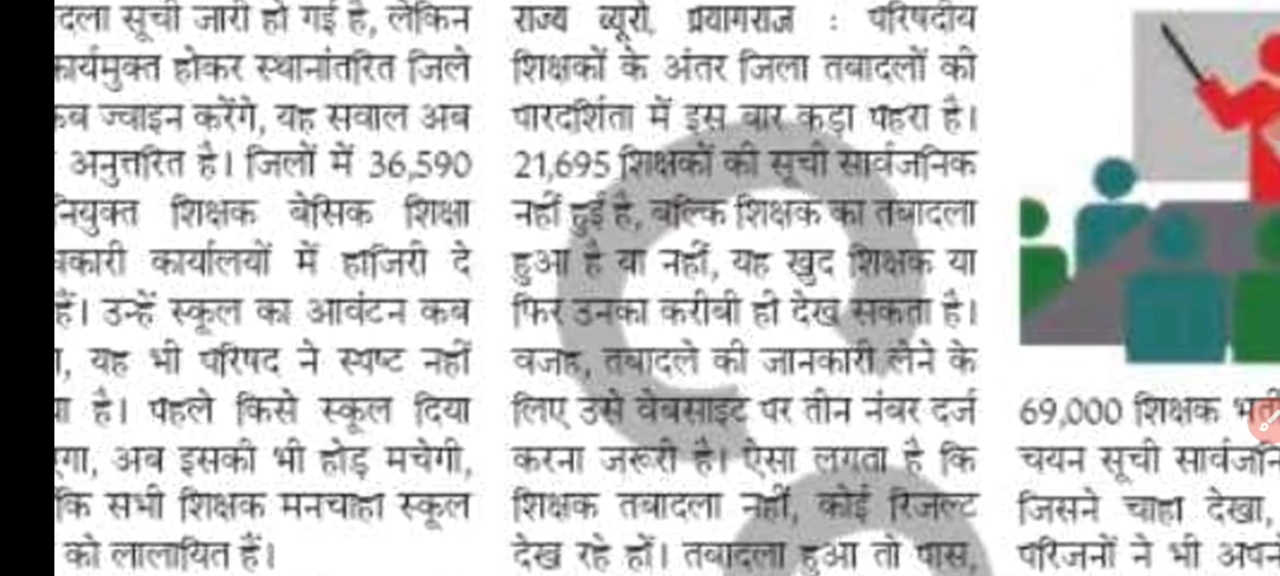 दला सूची जारी हो गई है, लेकिन
कार्यमुक्त होकर स्थानांतरित जिले
कब ज्वाइन करेंगे, यह सवाल अब
अनुत्तरित है। जिलों में 36,590
नियुक्त शिक्षक बेसिक शिक्षा
कार्यालयों में हाजिरी दे
हैं। उन्हें स्कूल का आवंटन कब
, यह भी परिषद ने स्पष्ट नहीं
है। पहले किसे स्कूल दिया
अब इसकी भी होड़ मचेगी,
कि सभी शिक्षक मनचाहा स्कूल
को लालायित हैं।
राज्य ब्यूरो, प्रयागराज : परिषदीय
शिक्षकों के अंतर जिला तबादलों की
पारदर्शिता में इस बार कड़ा पहरा है।
21,695 शिक्षकों की सूची सार्वजनिक
नहीं हुई है, बल्कि शिक्षक का तबादला
हुआ है या नहीं, यह खुद शिक्षक या
फिर उनका करीबी ही देख सकता है।
वजह, तबादले की जानकारी लेने के
लिए उसे वेबसाइट पर तीन नंबर दर्ज
करना जरूरी है। ऐसा लगता है कि
शिक्षक तबादला नहीं, कोई रिजल्ट
देख रहे हों। तबादला हुआ तो पास,
69,000 शिक्षक
चयन सूची
जिसने चाहा देखा,
परिजनों ने भी